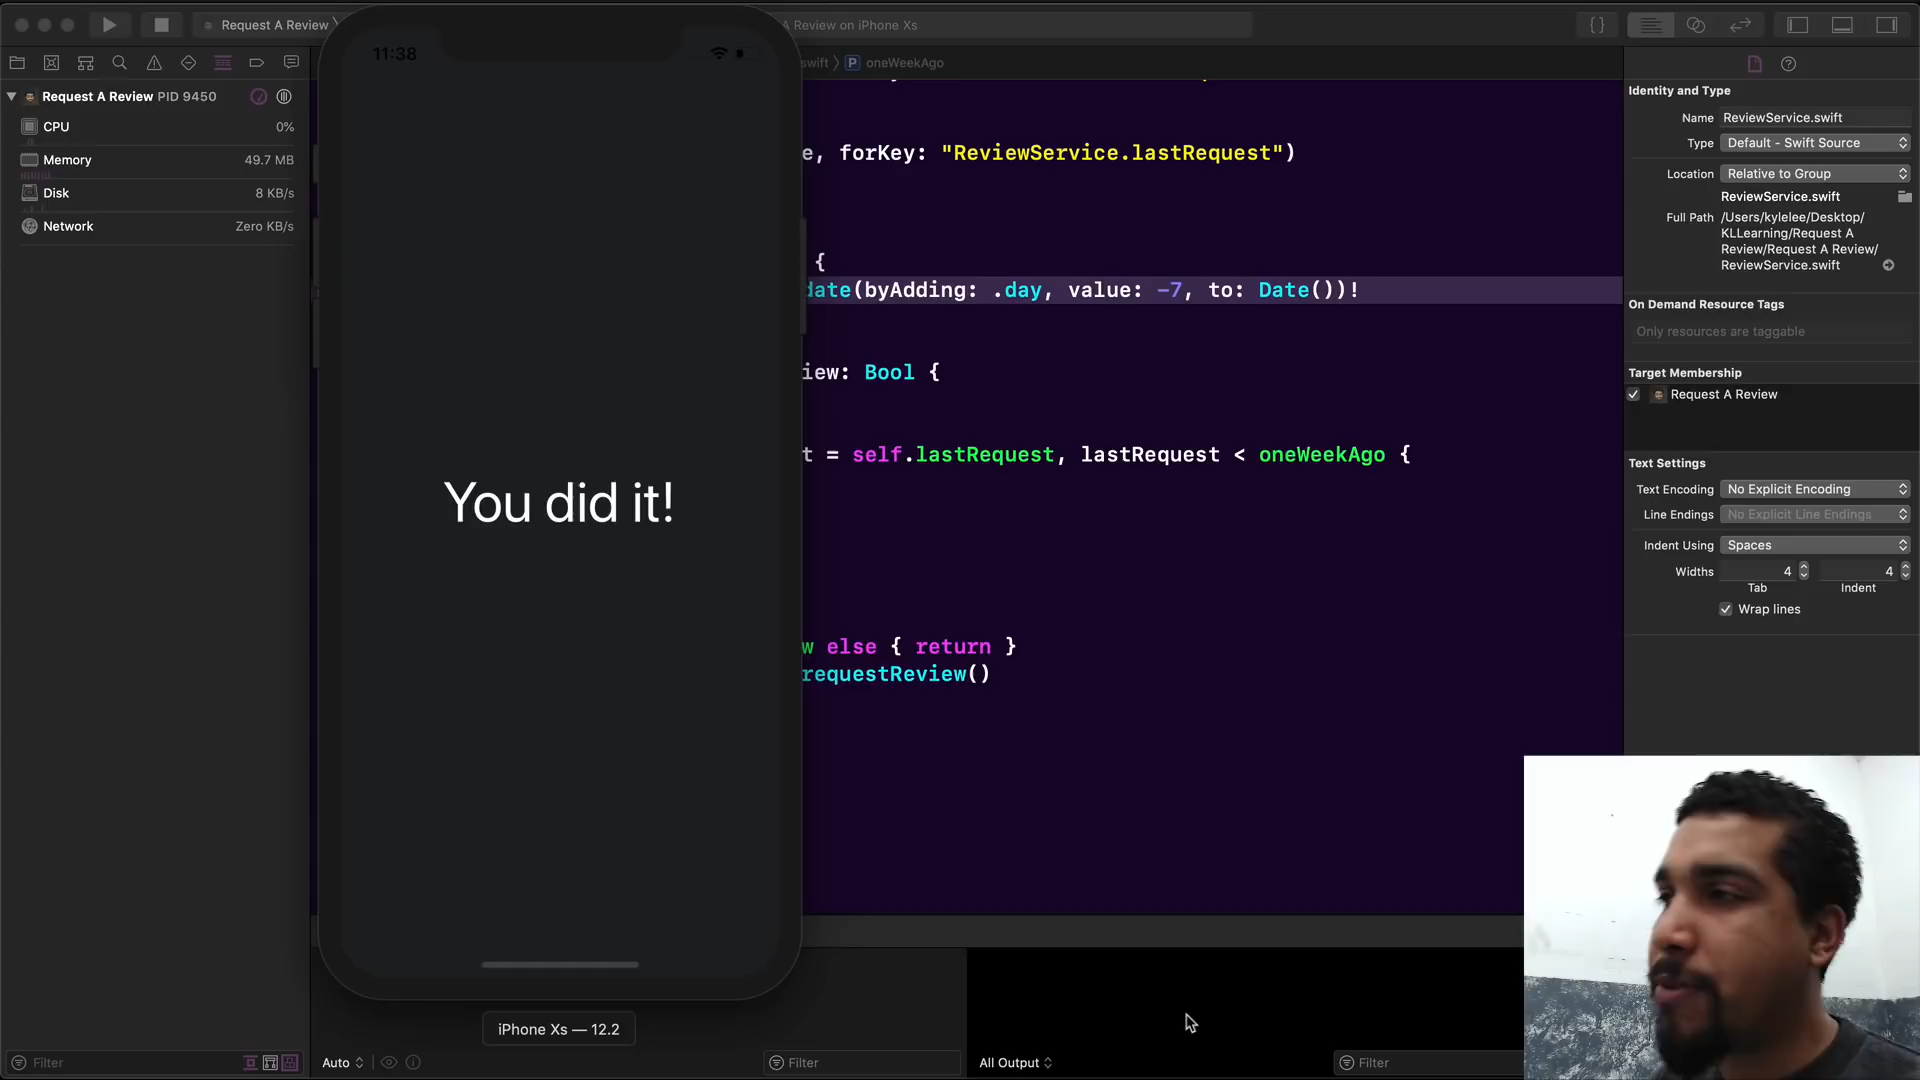 Request A Review
A Review on iPhone Xs
11:38
swift
P
oneWeekAgo
Request A Review PID 9450
CPU
0%
Memory
49.7 MB
Disk
8 KB/s
Network
Zero KB/s
e, forKey: "ReviewService.lastRequest")
{
date(byAdding: .day, value: -7, to: Date())!
iew: Bool {
t = self.lastRequest, lastRequest < oneWeekAgo {
w else { return }
requestReview()
You did it!
iPhone Xs — 12.2
Identity and Type
Name ReviewService.swift
Type Default - Swift Source
Location Relative to Group
ReviewService.swift
Full Path /Users/kylelee/Desktop/
KLLearning/Request A
Review/Request A Review/
ReviewService.swift
On Demand Resource Tags
Only resources are taggable
Target Membership
Request A Review
Text Settings
Text Encoding No Explicit Encoding
Line Endings No Explicit Line Endings
Indent Using Spaces
Widths 4 4
Tab Indent
Wrap lines
Filter
Auto
Filter
All Output
Filter